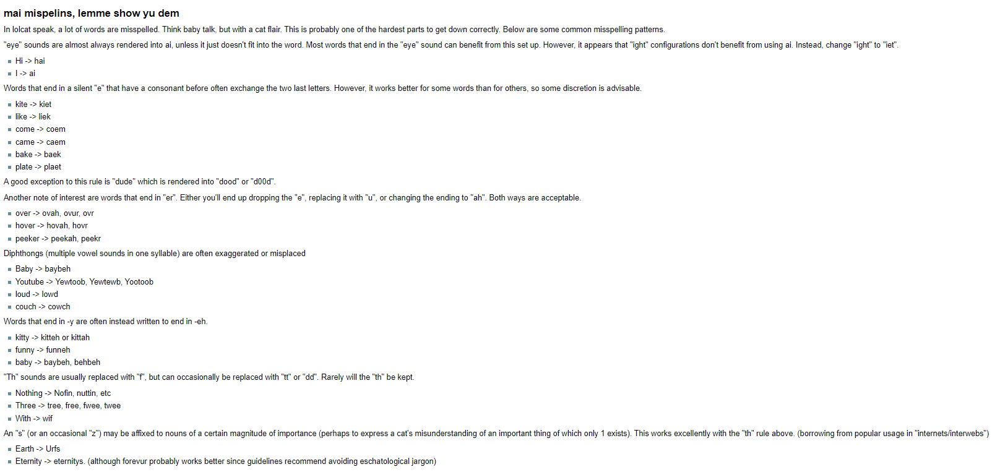 mai mispelins, lemme show yu dem
In lolcat speak, a lot of words are misspelled. Think baby talk, but with a cat flair. This is probably one of the hardest parts to get down correctly. Below are some common misspelling patterns.
"eye" sounds are almost always rendered into ai, unless it just doesn't fit into the word. Most words that end in the "eye" sound can benefit from this set up. However, it appears that "ight" configurations don't benefit from using ai. Instead, change "ight" to "iet".
Hi -> hai
I -> ai
Words that end in a silent "e" that have a consonant before often exchange the two last letters. However, it works better for some words than for others, so some discretion is advisable.
kite -> kiet
like -> liek
come -> coem
came -> caem
bake -> baek
plate -> plaet
A good exception to this rule is "dude" which is rendered into "dood" or "d00d".
Another note of interest are words that end in "er". Either you'll end up dropping the "e", replacing it with "u", or changing the ending to "ah". Both ways are acceptable.
over -> ovah, ovur, ovr
hover -> hovah, hovr
peeker -> peekah, peekr
Diphthongs (multiple vowel sounds in one syllable) are often exaggerated or misplaced
Baby -> baybeh
Youtube -> Yewtoob, Yewtewb, Yootoob
loud -> lowd
couch -> cowch
Words that end in -y are often instead written to end in -eh.
kitty -> kitteh or kittah
funny -> funneh
baby -> baybeh, behbeh
"Th" sounds are usually replaced with "f", but can occasionally be replaced with "tt" or "dd". Rarely will the "th" be kept.
Nothing -> Nofin, nuttin, etc
Three -> tree, free, fwee, twee
With -> wif
An "s" (or an occasional "z") may be affixed to nouns of a certain magnitude of importance (perhaps to express a cat's misunderstanding of an important thing of which only 1 exists). This works excellently with the "th" rule above. (borrowing from popular usage in "internets/interwebs")
Earth -> Urfs
Eternity -> eternitys. (although forevur probably works better since guidelines recommend avoiding eschatological jargon)